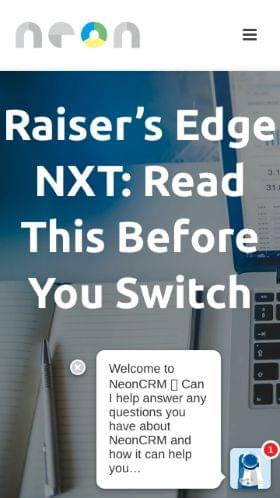 neon
Raiser's Edge
NXT: Read
This Before
You Switch
Welcome to
NeonCRM ▯ Can
I help answer any
questions you
have about
NeonCRM and
how it can help
you...
1